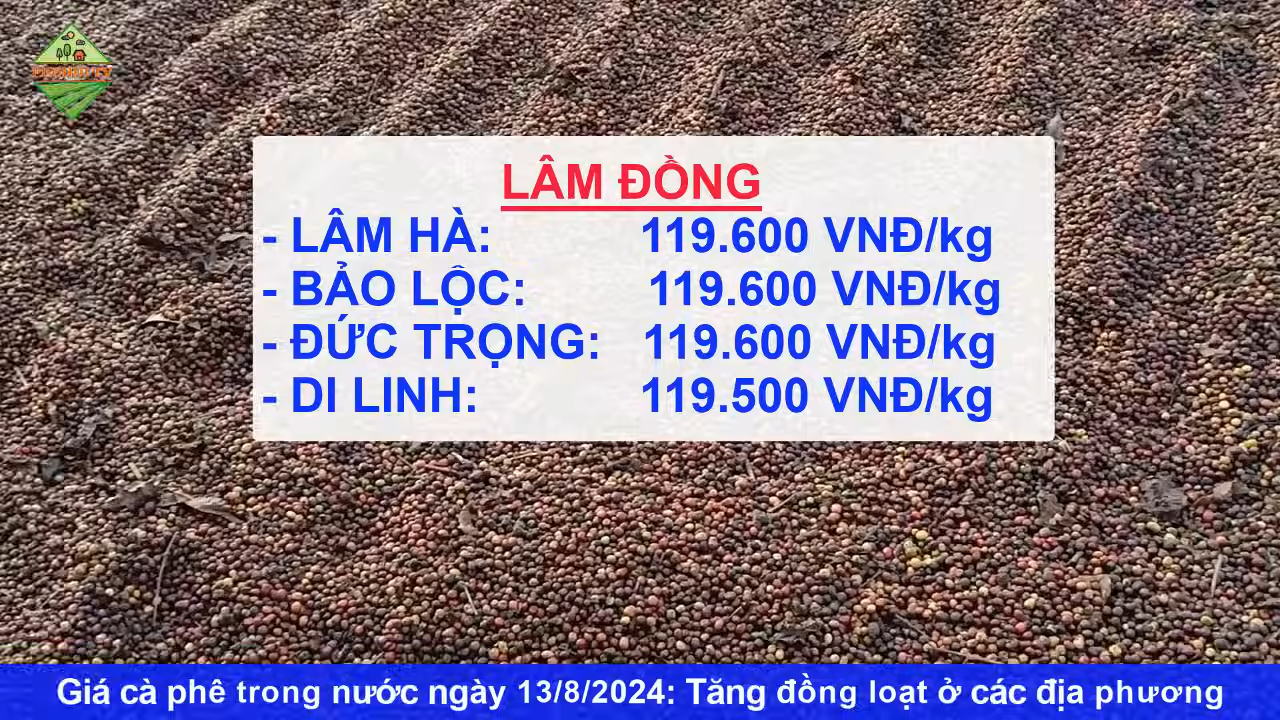 LÂM ĐỒNG
- LÂM HÀ: 119.600 VNĐ/kg
- BẢO LỘC: 119.600 VNĐ/kg
- ĐỨC TRỌNG: 119.600 VNĐ/kg
- DI LINH: 119.500 VNĐ/kg
Giá cà phê trong nước ngày 13/8/2024: Tăng đồng loạt ở các địa phương